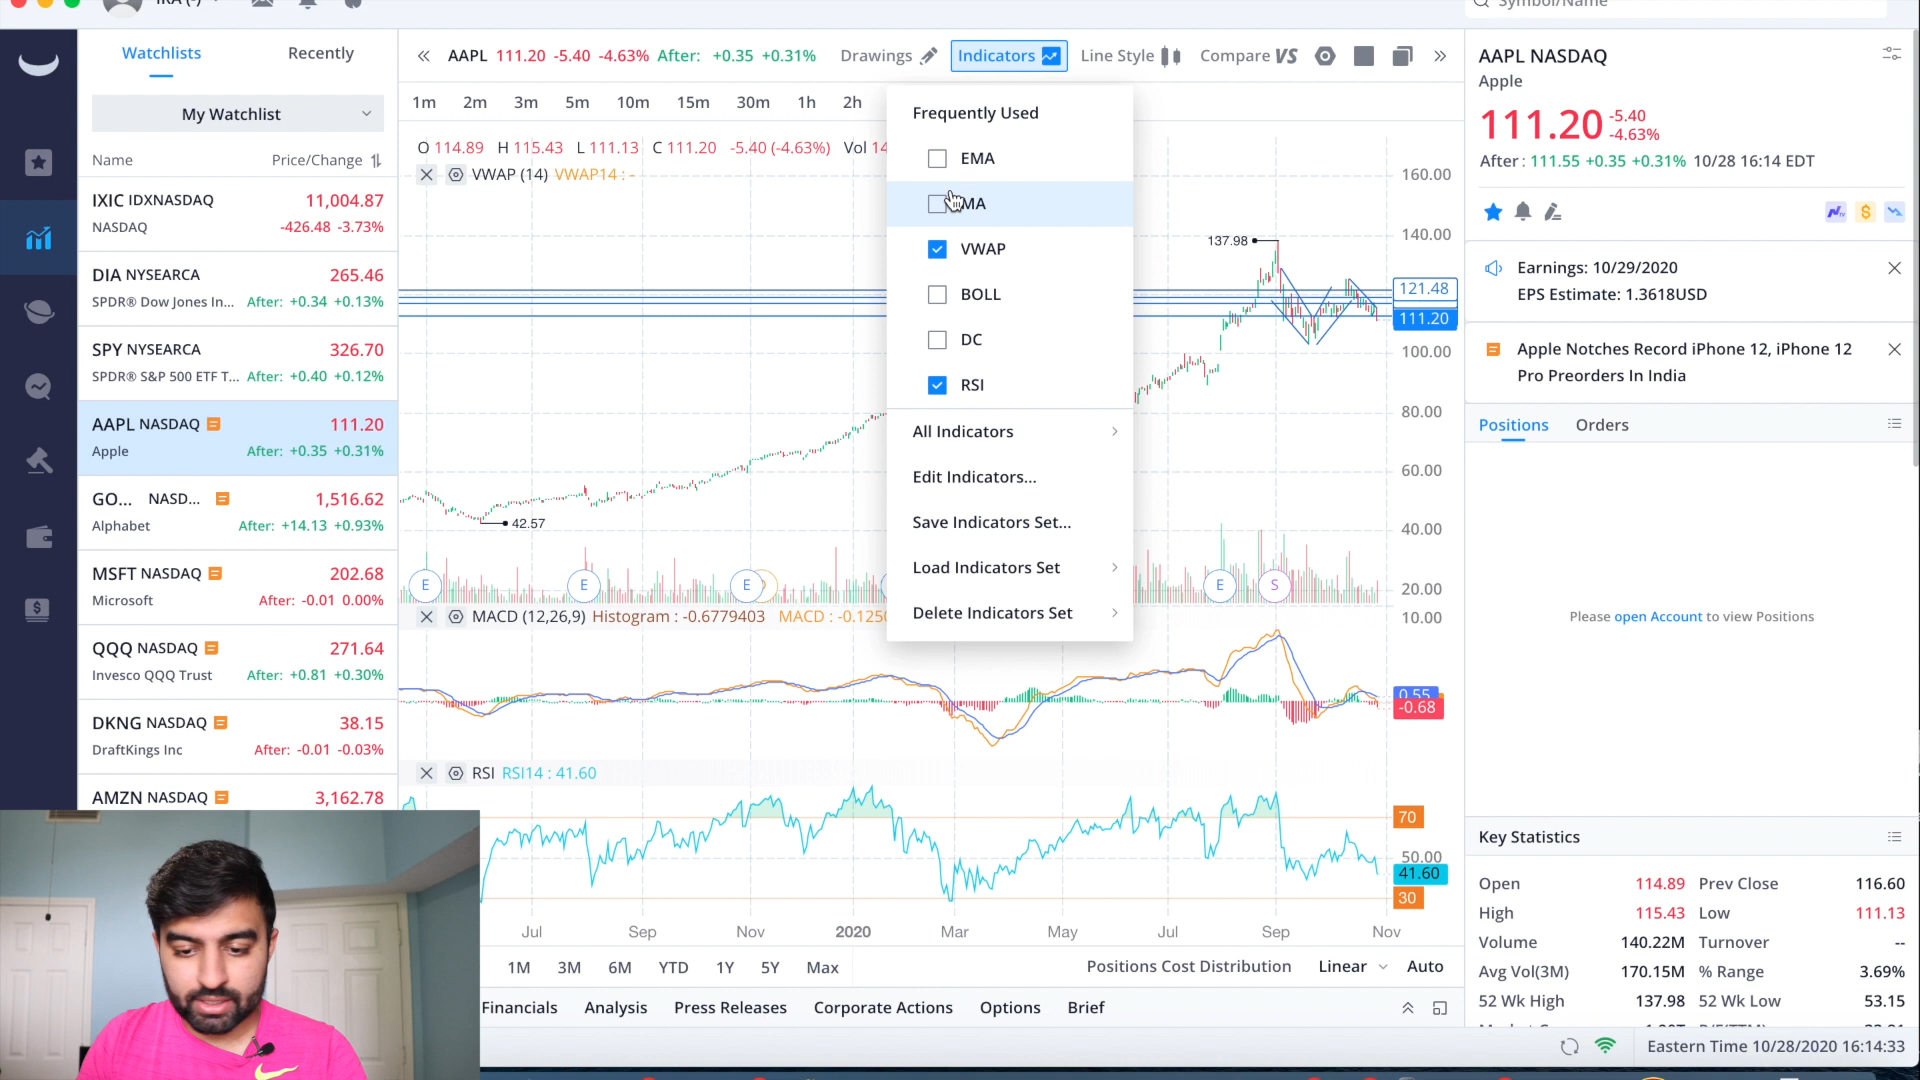 IRA (-)
Symbol/Name
Watchlists
Recently
My Watchlist
Name
Price/Change
IXIC IDXNASDAQ
11,004.87
NASDAQ
-426.48 -3.73%
DIA NYSEARCA
265.46
SPDR® Dow Jones In...
After: +0.34 +0.13%
SPY NYSEARCA
326.70
SPDR® S&P 500 ETF T...
After: +0.40 +0.12%
AAPL NASDAQ
111.20
Apple
After: +0.35 +0.31%
GO... NASD...
1,516.62
Alphabet
After: +14.13 +0.93%
MSFT NASDAQ
202.68
Microsoft
After: -0.01 0.00%
QQQ NASDAQ
271.64
Invesco QQQ Trust
After: +0.81 +0.30%
DKNG NASDAQ
38.15
DraftKings Inc
After: -0.01 -0.03%
AMZN NASDAQ
3,162.78
AAPL 111.20 -5.40 -4.63% After: +0.35 +0.31%
Drawings
Indicators
Line Style
Compare VS
1m 2m 3m 5m 10m 15m 30m 1h 2h
O 114.89 H 115.43 L 111.13 C 111.20 -5.40 (-4.63%) Vol 14
VWAP (14) VWAP14 : -
Frequently Used
EMA
MA
VWAP
BOLL
DC
RSI
All Indicators
Edit Indicators...
Save Indicators Set...
Load Indicators Set
Delete Indicators Set
137.98
42.57
160.00
140.00
121.48
111.20
100.00
80.00
60.00
40.00
20.00
10.00
E
E
E
E
S
MACD (12,26,9) Histogram : -0.6779403 MACD : -0.1250
0.55
-0.68
RSI RSI14 : 41.60
70
50.00
41.60
30
Jul Sep Nov 2020 Mar May Jul Sep Nov
1M 3M 6M YTD 1Y 5Y Max
Positions Cost Distribution
Linear
Auto
Financials Analysis Press Releases Corporate Actions Options Brief
AAPL NASDAQ
Apple
111.20
-5.40
-4.63%
After : 111.55 +0.35 +0.31% 10/28 16:14 EDT
Earnings: 10/29/2020
EPS Estimate: 1.3618USD
Apple Notches Record iPhone 12, iPhone 12
Pro Preorders In India
Positions
Orders
Please open Account to view Positions
Key Statistics
Open 114.89 Prev Close 116.60
High 115.43 Low 111.13
Volume 140.22M Turnover --
Avg Vol(3M) 170.15M % Range 3.69%
52 Wk High 137.98 52 Wk Low 53.15
Eastern Time 10/28/2020 16:14:33